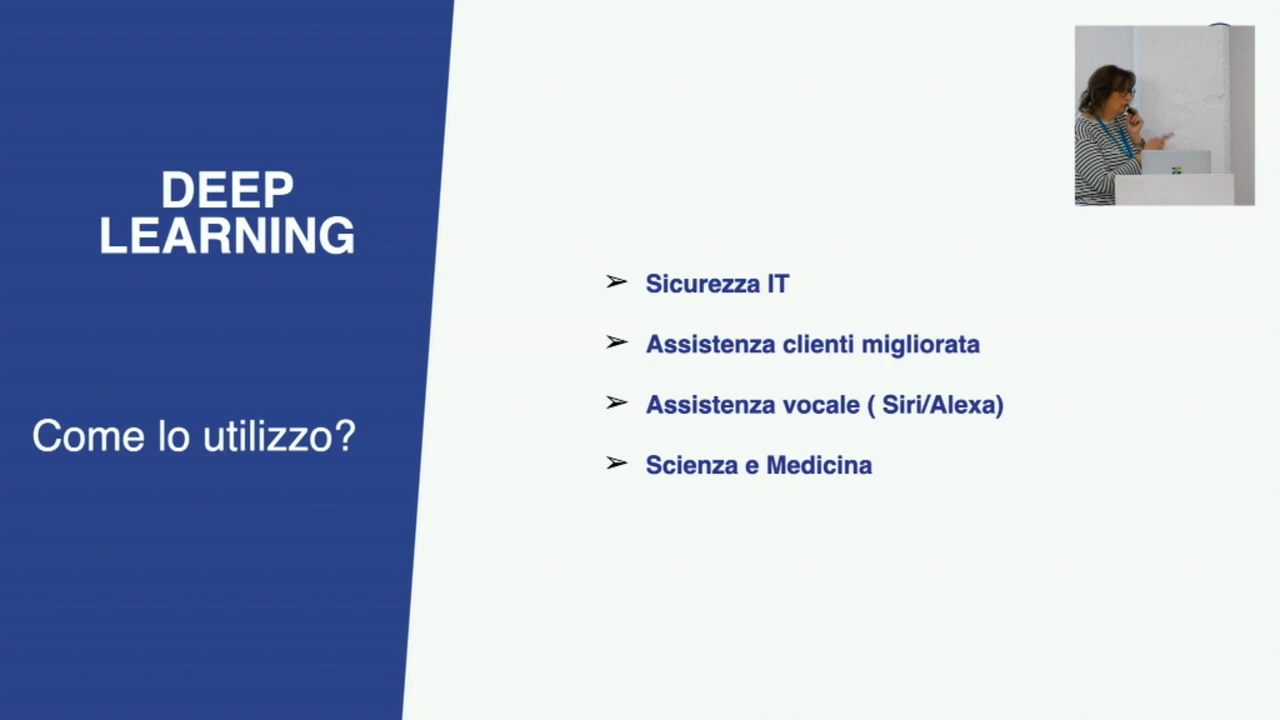 DEEP
LEARNING
Come lo utilizzo?
➢ Sicurezza IT
➢ Assistenza clienti migliorata
➢ Assistenza vocale ( Siri/Alexa)
➢ Scienza e Medicina